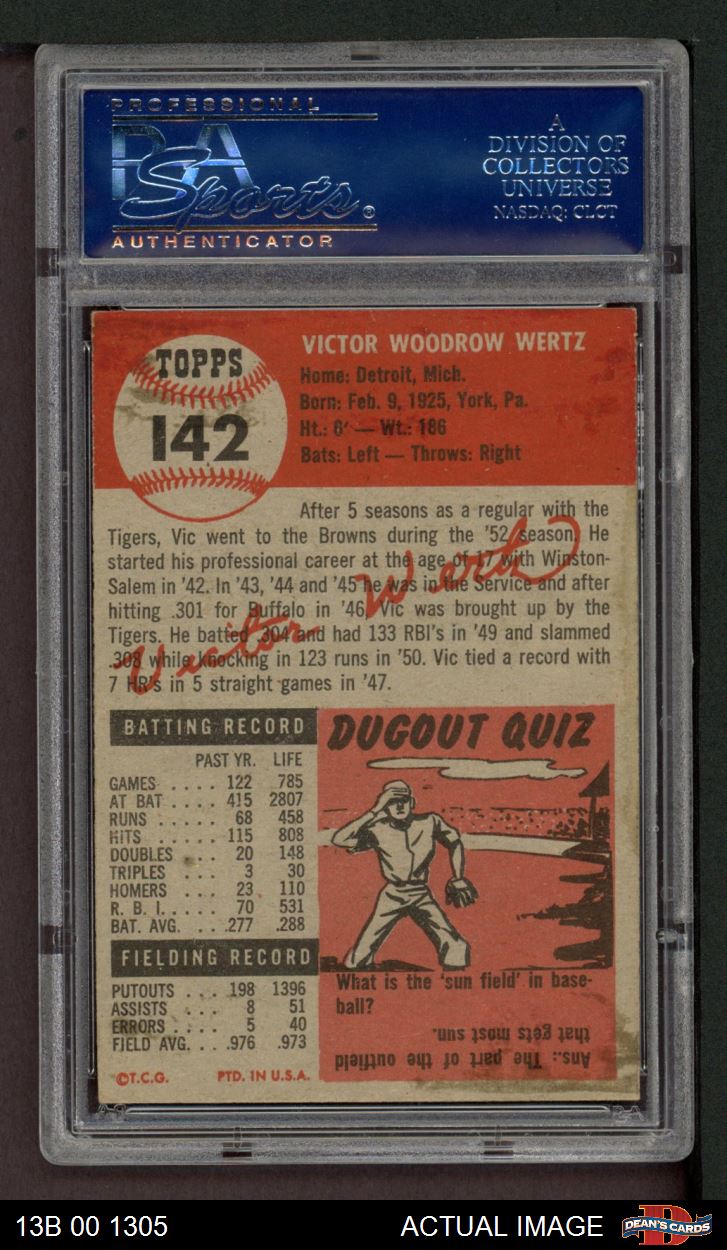 PROFESSIONAL
PSA
Sports®
AUTHENTICATOR
A
DIVISION OF
COLLECTORS
UNIVERSE
NASDAQ: CLCT
TOPPS
142
VICTOR WOODROW WERTZ
Home: Detroit, Mich.
Born: Feb. 9, 1925, York, Pa.
Ht.: 6' — Wt.: 186
Bats: Left — Throws: Right
After 5 seasons as a regular with the
Tigers, Vic went to the Browns during the '52 season. He
started his professional career at the age of 17 with Winston-
Salem in '42. In '43, '44 and '45 he was in the Service and after
hitting .301 for Buffalo in '46, Vic was brought up by the
Tigers. He batted .304 and had 133 RBI's in '49 and slammed
.308 while knocking in 123 runs in '50. Vic tied a record with
7 HR's in 5 straight games in '47.
Victor Wertz
BATTING RECORD
PAST YR. LIFE
GAMES .... 122 785
AT BAT .... 415 2807
RUNS ..... 68 458
HITS ..... 115 808
DOUBLES ... 20 148
TRIPLES ... 3 30
HOMERS ... 23 110
R. B. I. .... 70 531
BAT. AVG. ... .277 .288
FIELDING RECORD
PUTOUTS ... 198 1396
ASSISTS ... 8 51
ERRORS .... 5 40
FIELD AVG. ... .976 .973
©T.C.G. PTD. IN U.S.A.
DUGOUT QUIZ
What is the 'sun field' in base-
ball?
Ans.: The part of the outfield
that gets most sun.
13B 00 1305
ACTUAL IMAGE
DEAN'S CARDS